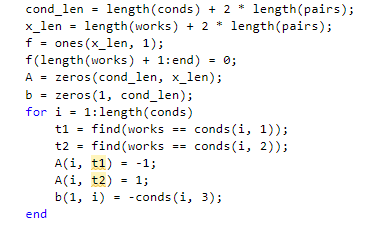 cond_len = length(conds) + 2 * length(pairs);
x_len = length(works) + 2 * length(pairs);
f = ones(x_len, 1);
f(length(works) + 1:end) = 0;
A = zeros(cond_len, x_len);
b = zeros(1, cond_len);
for i = 1:length(conds)
    t1 = find(works == conds(i, 1));
    t2 = find(works == conds(i, 2));
    A(i, t1) = -1;
    A(i, t2) = 1;
    b(1, i) = -conds(i, 3);
end